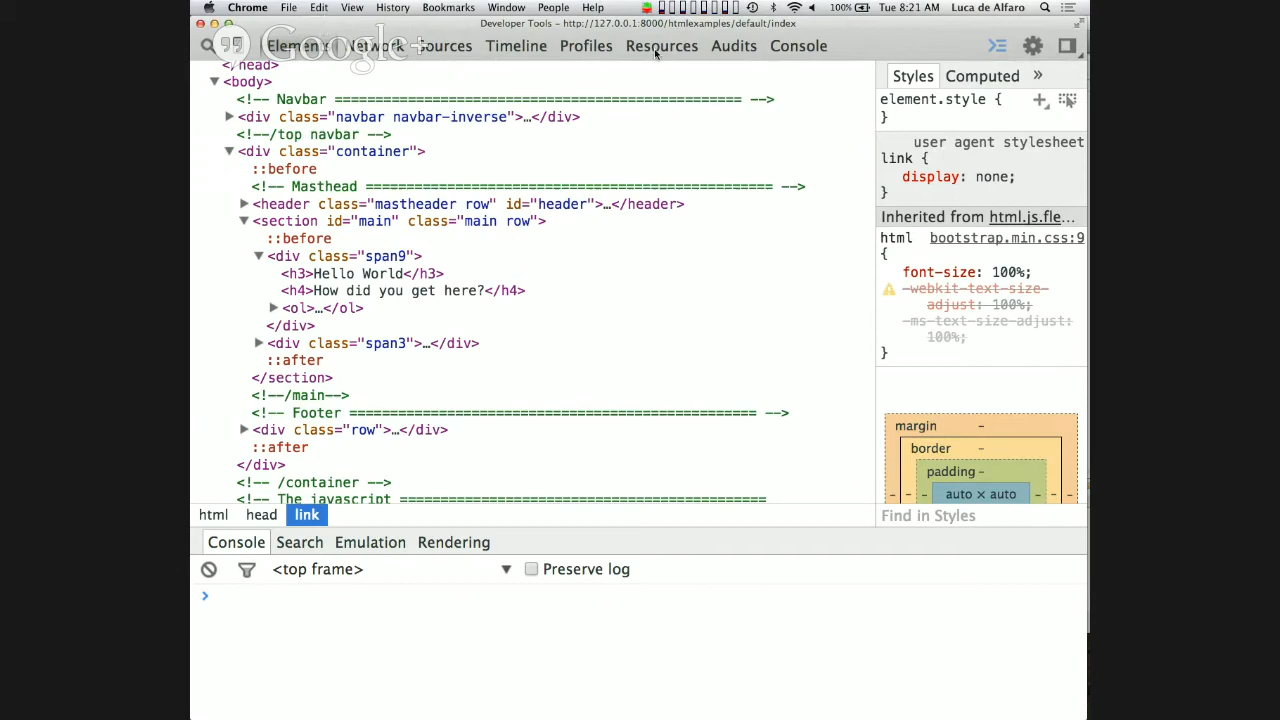 Chrome File Edit View History Bookmarks Window People Help 100% Tue 8:21 AM Luca de Alfaro
Developer Tools - http://127.0.0.1:8000/htmlexamples/default/index
Google+
Elements Network Sources Timeline Profiles Resources Audits Console
</head>
<body>
<!-- Navbar ================================================== -->
<div class="navbar navbar-inverse">…</div>
<!--/top navbar -->
<div class="container">
::before
<!-- Masthead ================================================== -->
<header class="mastheader row" id="header">…</header>
<section id="main" class="main row">
::before
<div class="span9">
<h3>Hello World</h3>
<h4>How did you get here?</h4>
<ol>…</ol>
</div>
<div class="span3">…</div>
::after
</section>
<!--/main-->
<!-- Footer ================================================== -->
<div class="row">…</div>
::after
</div>
<!-- /container -->
<!-- The javascript =============================================
html head link
Styles Computed »
element.style {
}
user agent stylesheet
link {
display: none;
}
Inherited from html.js.fle…
html bootstrap.min.css:9
{
font-size: 100%;
-webkit-text-size-
adjust: 100%;
-ms-text-size-adjust:
100%;
}
margin -
border -
padding -
- - - auto × auto - - -
Find in Styles
Console Search Emulation Rendering
<top frame> Preserve log